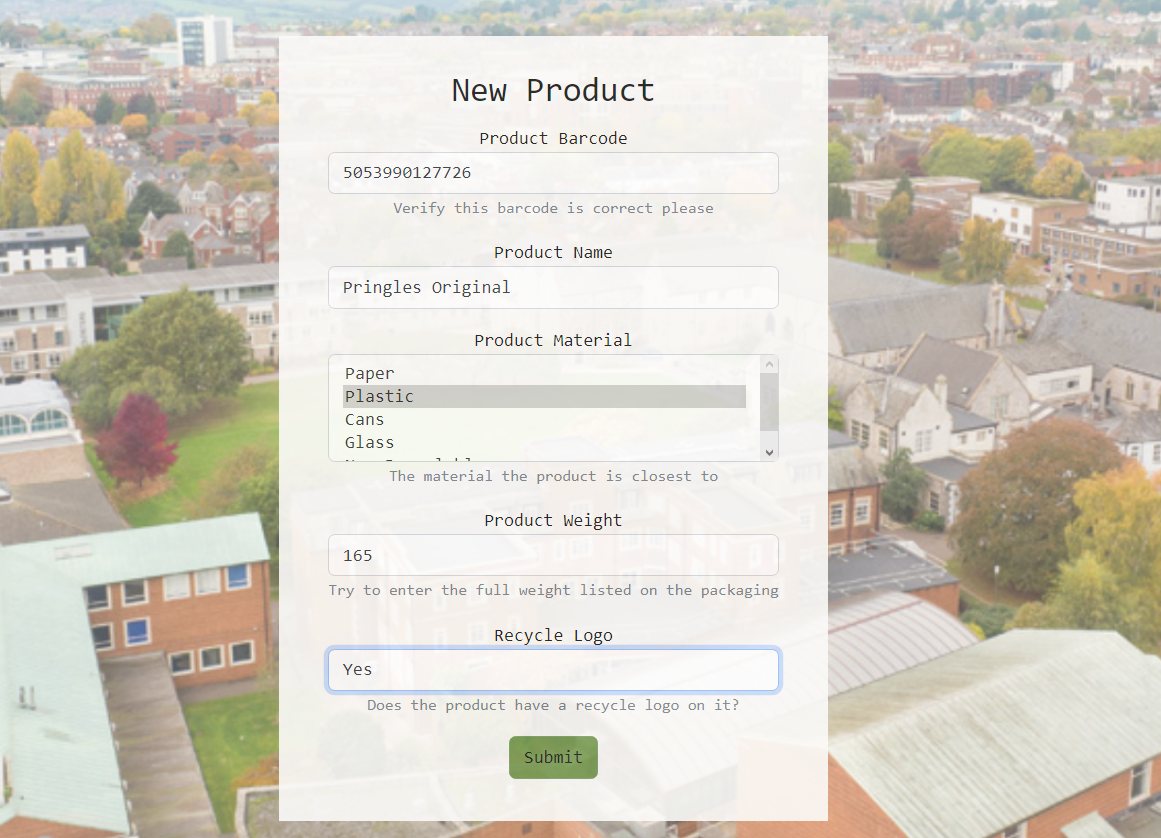 New Product
Product Barcode
5053990127726
Verify this barcode is correct please
Product Name
Pringles Original
Product Material
Paper
Plastic
Cans
Glass
The material the product is closest to
Product Weight
165
Try to enter the full weight listed on the packaging
Recycle Logo
Yes
Does the product have a recycle logo on it?
Submit